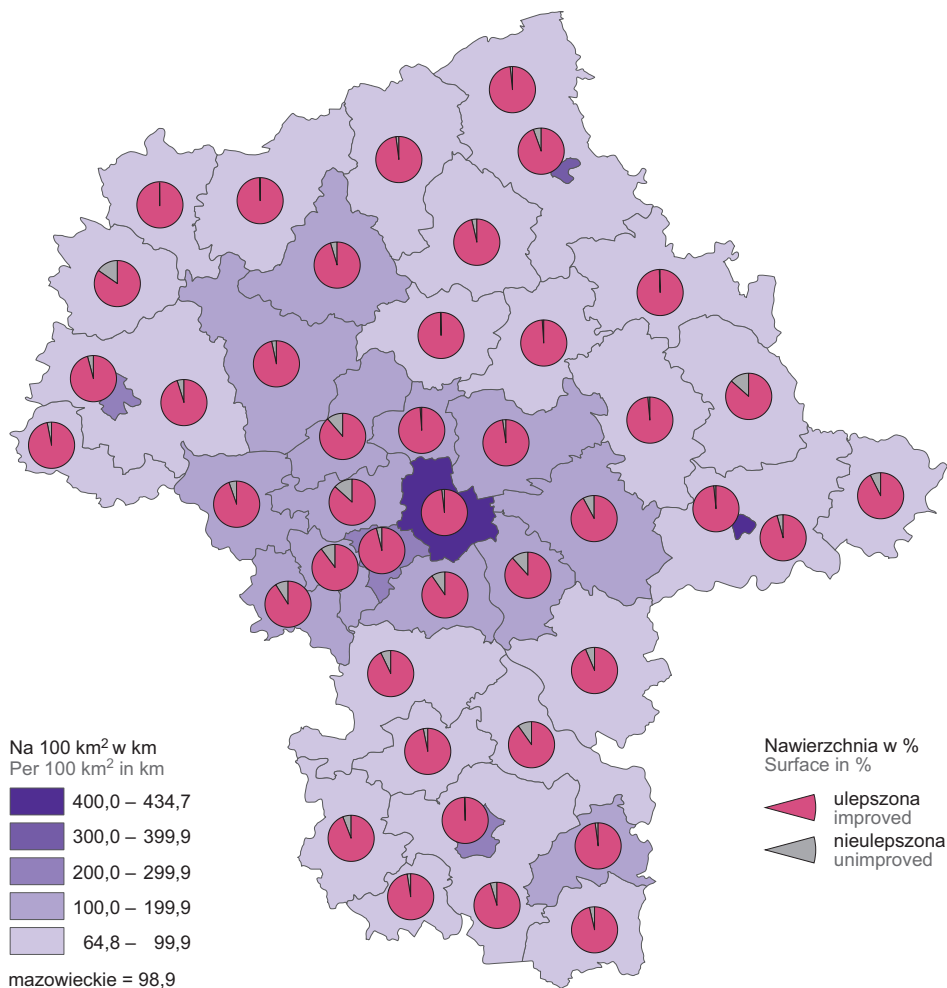 Na 100 km² w km
Per 100 km² in km
400,0 – 434,7
300,0 – 399,9
200,0 – 299,9
100,0 – 199,9
64,8 – 99,9
mazowieckie = 98,9
Nawierzchnia w %
Surface in %
ulepszona
improved
nieulepszona
unimproved